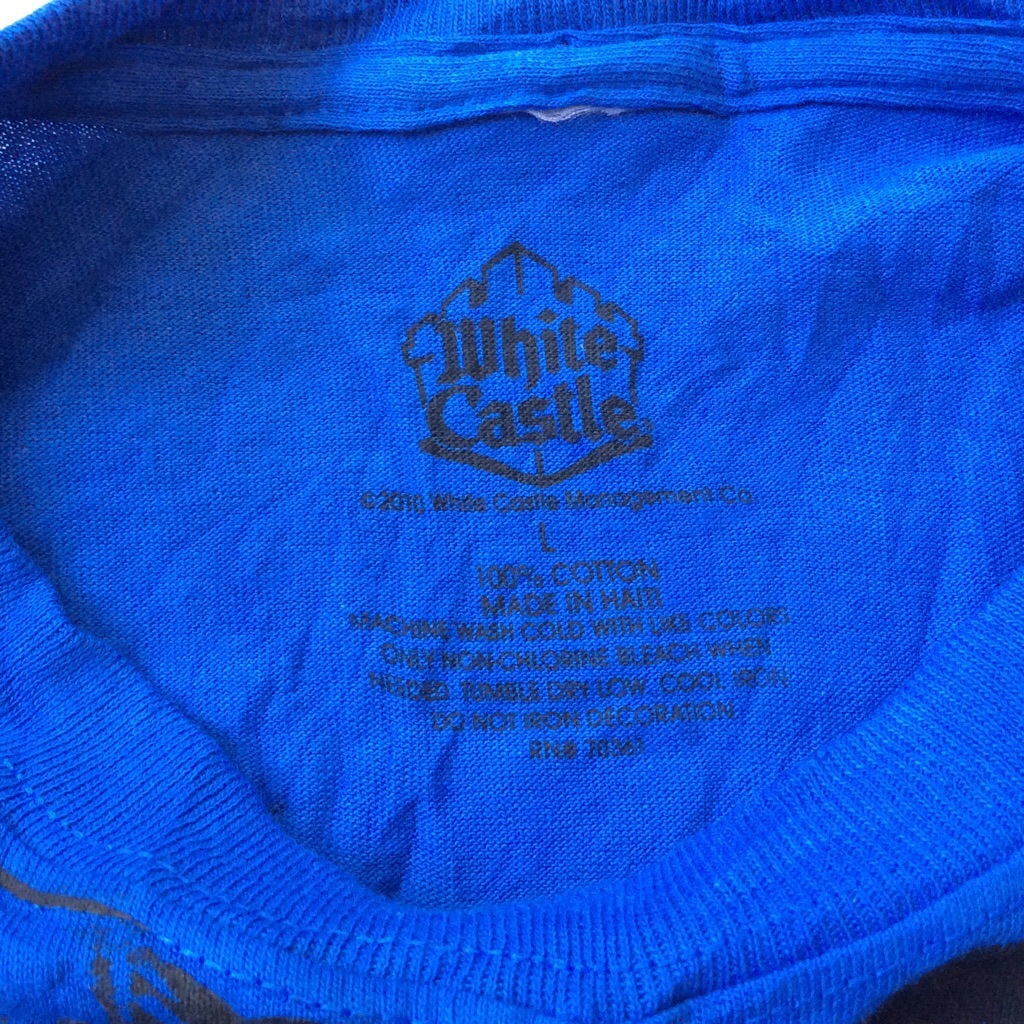 White
Castle
©2010 White Castle Management Co.
L
100% COTTON
MADE IN HAITI
MACHINE WASH COLD WITH LIKE COLORS
ONLY NON-CHLORINE BLEACH WHEN
NEEDED. TUMBLE DRY LOW. COOL IRON
DO NOT IRON DECORATION
RN#